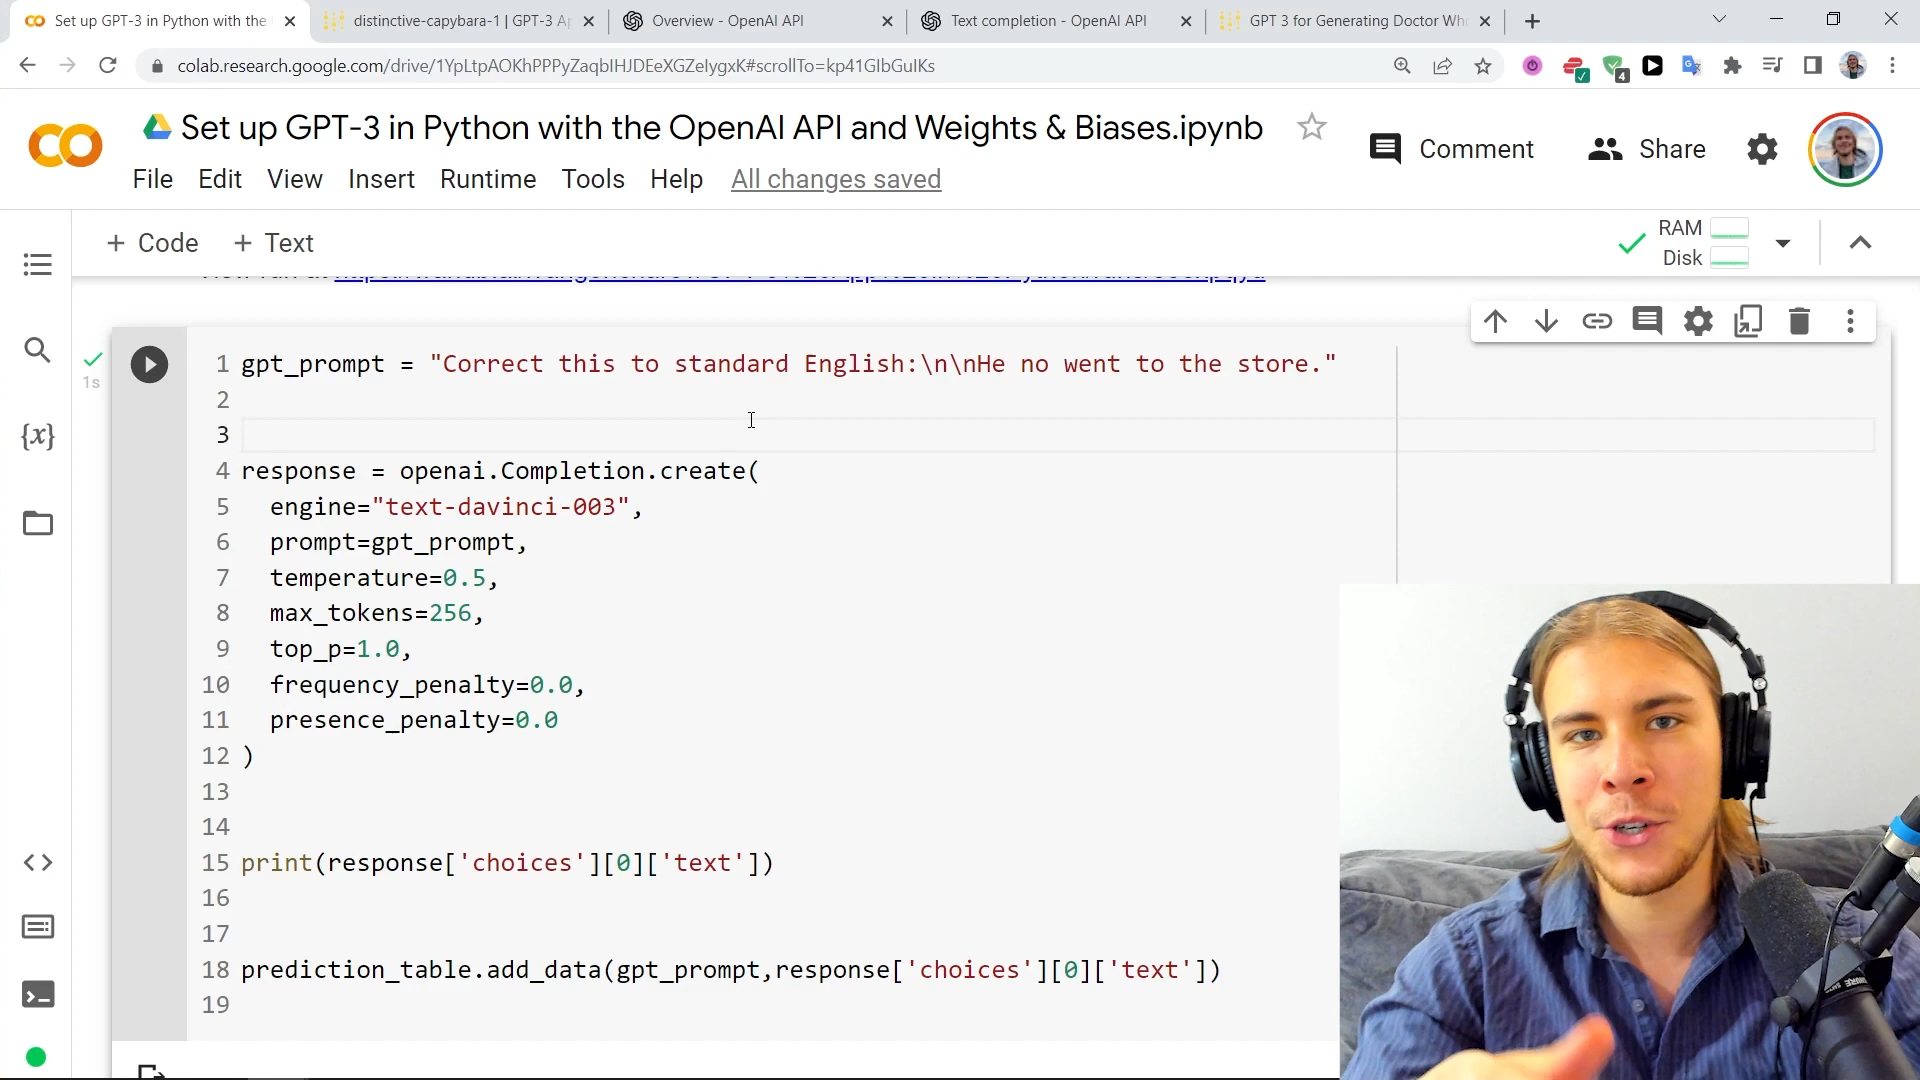 Set up GPT-3 in Python with the
distinctive-capybara-1 | GPT-3 A
Overview - OpenAI API
Text completion - OpenAI API
GPT 3 for Generating Doctor Wh
colab.research.google.com/drive/1YpLtpAOKhPPPyZaqbIHJDEeXGZeIygxK#scrollTo=kp41GIbGuIKs
4
Set up GPT-3 in Python with the OpenAI API and Weights & Biases.ipynb
Comment
Share
File Edit View Insert Runtime Tools Help All changes saved
+ Code + Text
RAM
Disk
{x}
1s
1 gpt_prompt = "Correct this to standard English:\n\nHe no went to the store."
2
3
4 response = openai.Completion.create(
5 engine="text-davinci-003",
6 prompt=gpt_prompt,
7 temperature=0.5,
8 max_tokens=256,
9 top_p=1.0,
10 frequency_penalty=0.0,
11 presence_penalty=0.0
12 )
13
14
15 print(response['choices'][0]['text'])
16
17
18 prediction_table.add_data(gpt_prompt,response['choices'][0]['text'])
19